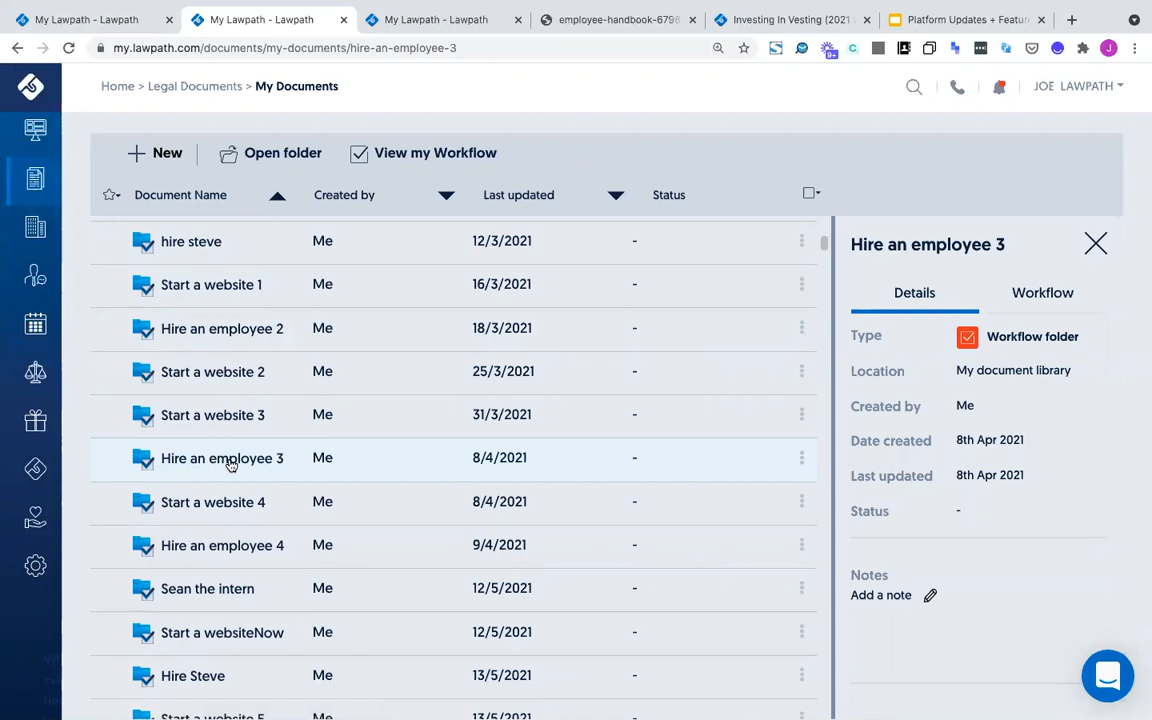 My Lawpath - Lawpath
My Lawpath - Lawpath
My Lawpath - Lawpath
employee-handbook-6798
Investing In Vesting (2021
Platform Updates + Featur
my.lawpath.com/documents/my-documents/hire-an-employee-3
9+
C
J
Home > Legal Documents > My Documents
JOE LAWPATH
New
Open folder
View my Workflow
Document Name
Created by
Last updated
Status
hire steve Me 12/3/2021 -
Start a website 1 Me 16/3/2021 -
Hire an employee 2 Me 18/3/2021 -
Start a website 2 Me 25/3/2021 -
Start a website 3 Me 31/3/2021 -
Hire an employee 3 Me 8/4/2021 -
Start a website 4 Me 8/4/2021 -
Hire an employee 4 Me 9/4/2021 -
Sean the intern Me 12/5/2021 -
Start a websiteNow Me 12/5/2021 -
Hire Steve Me 13/5/2021 -
Start a website 5 Me 13/5/2021 -
Hire an employee 3
Details Workflow
Type Workflow folder
Location My document library
Created by Me
Date created 8th Apr 2021
Last updated 8th Apr 2021
Status -
Notes
Add a note